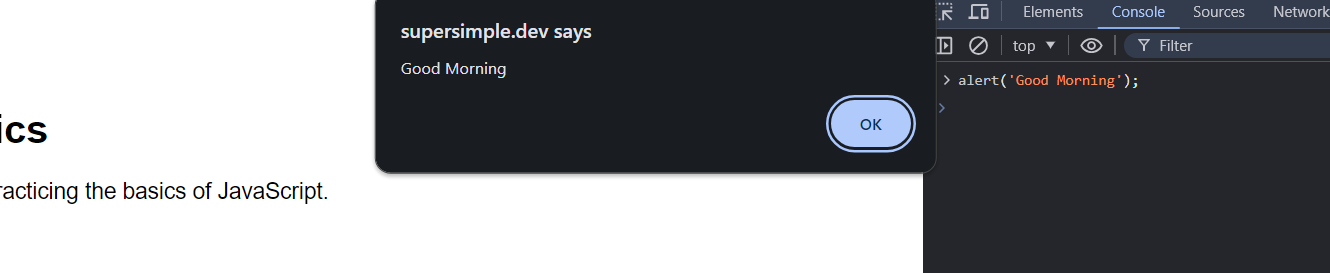 supersimple.dev says
Good Morning
OK
ics
racticing the basics of JavaScript.
Elements Console Sources Network
top Filter
alert('Good Morning');